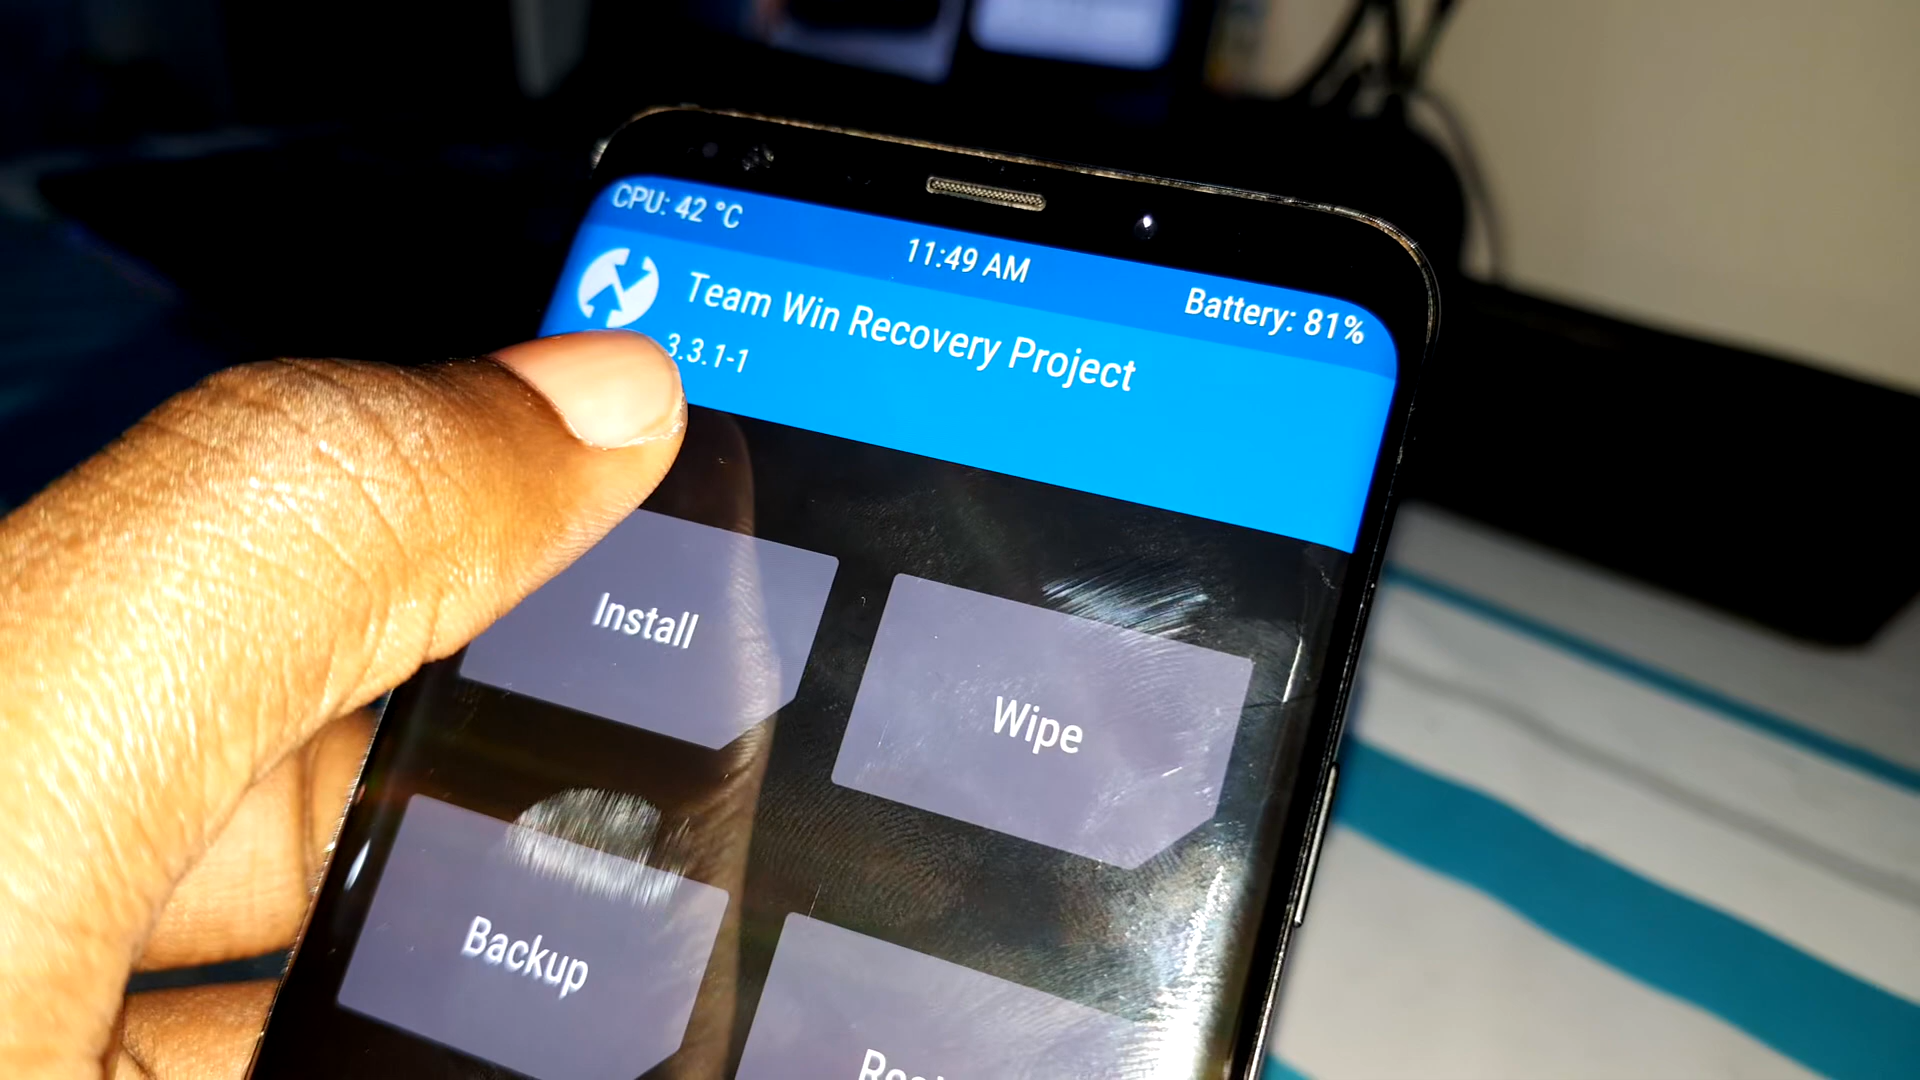 CPU: 42 °C
11:49 AM
Battery: 81%
Team Win Recovery Project
3.3.1-1
Install
Wipe
Backup